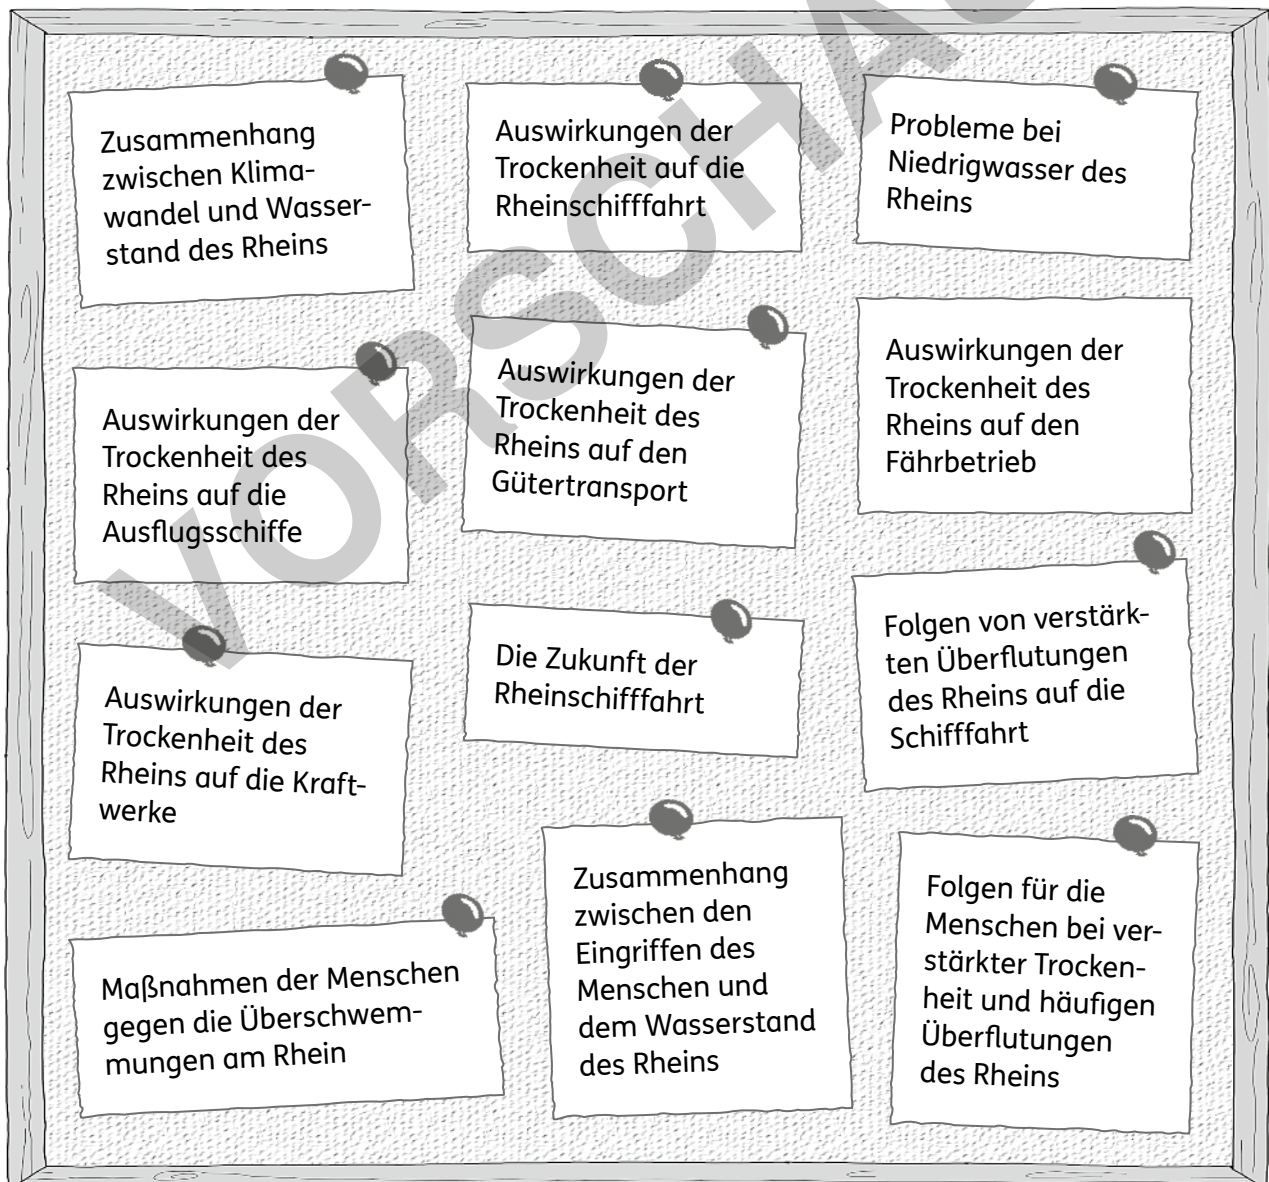 Zusammenhang
zwischen Klima-
wandel und Wasser-
stand des Rheins
Auswirkungen der
Trockenheit auf die
Rheinschifffahrt
Probleme bei
Niedrigwasser des
Rheins
Auswirkungen der
Trockenheit des
Rheins auf die
Ausflugsschiffe
Auswirkungen der
Trockenheit des
Rheins auf den
Gütertransport
Auswirkungen der
Trockenheit des
Rheins auf den
Fährbetrieb
Auswirkungen der
Trockenheit des
Rheins auf die Kraft-
werke
Die Zukunft der
Rheinschifffahrt
Folgen von verstärk-
ten Überflutungen
des Rheins auf die
Schifffahrt
Maßnahmen der Menschen
gegen die Überschwem-
mungen am Rhein
Zusammenhang
zwischen den
Eingriffen des
Menschen und
dem Wasserstand
des Rheins
Folgen für die
Menschen bei ver-
stärkter Trocken-
heit und häufigen
Überflutungen
des Rheins
VORSCHAU